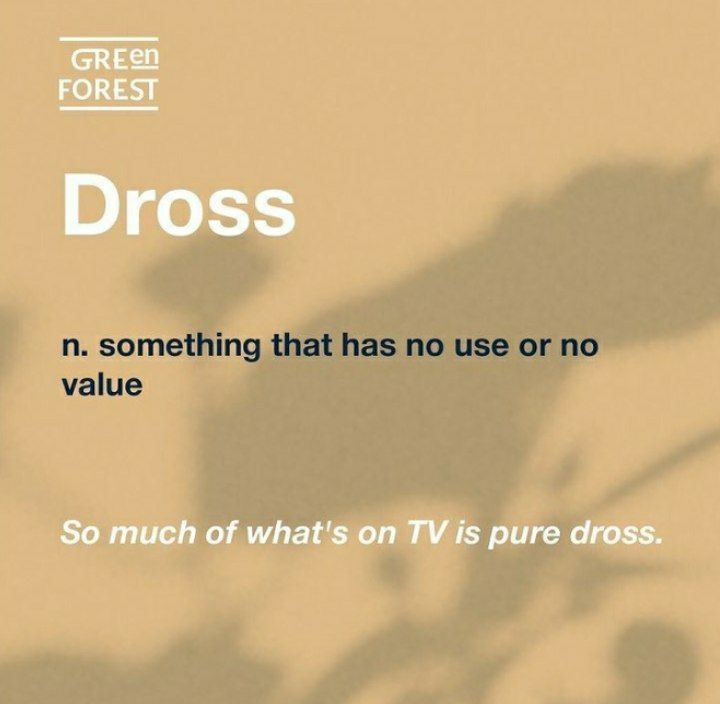 GREen
FOREST
Dross
n. something that has no use or no
value
So much of what's on TV is pure dross.